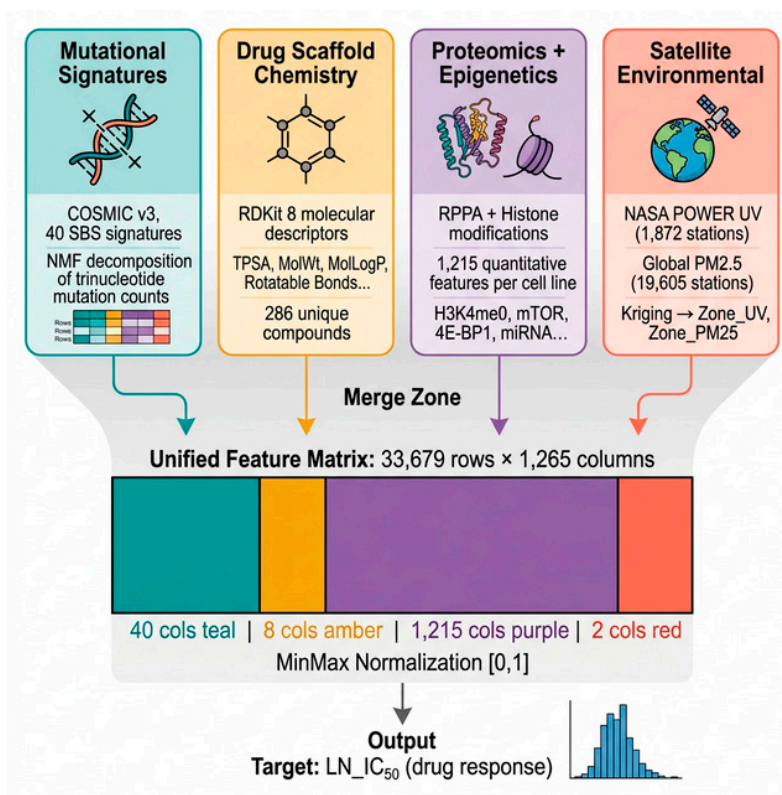 Mutational
Signatures
COSMIC v3,
40 SBS signatures
NMF decomposition
of trinucleotide
mutation counts
Rows
Rows
Rows
Drug Scaffold
Chemistry
RDKit 8 molecular
descriptors
TPSA, MolWt, MolLogP,
Rotatable Bonds...
286 unique
compounds
Proteomics +
Epigenetics
RPPA + Histone
modifications
1,215 quantitative
features per cell line
H3K4me0, mTOR,
4E-BP1, miRNA...
Satellite
Environmental
NASA POWER UV
(1,872 stations)
Global PM2.5
(19,605 stations)
Kriging → Zone_UV,
Zone_PM25
Merge Zone
Unified Feature Matrix: 33,679 rows × 1,265 columns
40 cols teal | 8 cols amber | 1,215 cols purple | 2 cols red
MinMax Normalization [0,1]
Output
Target: LN_IC₅₀ (drug response)